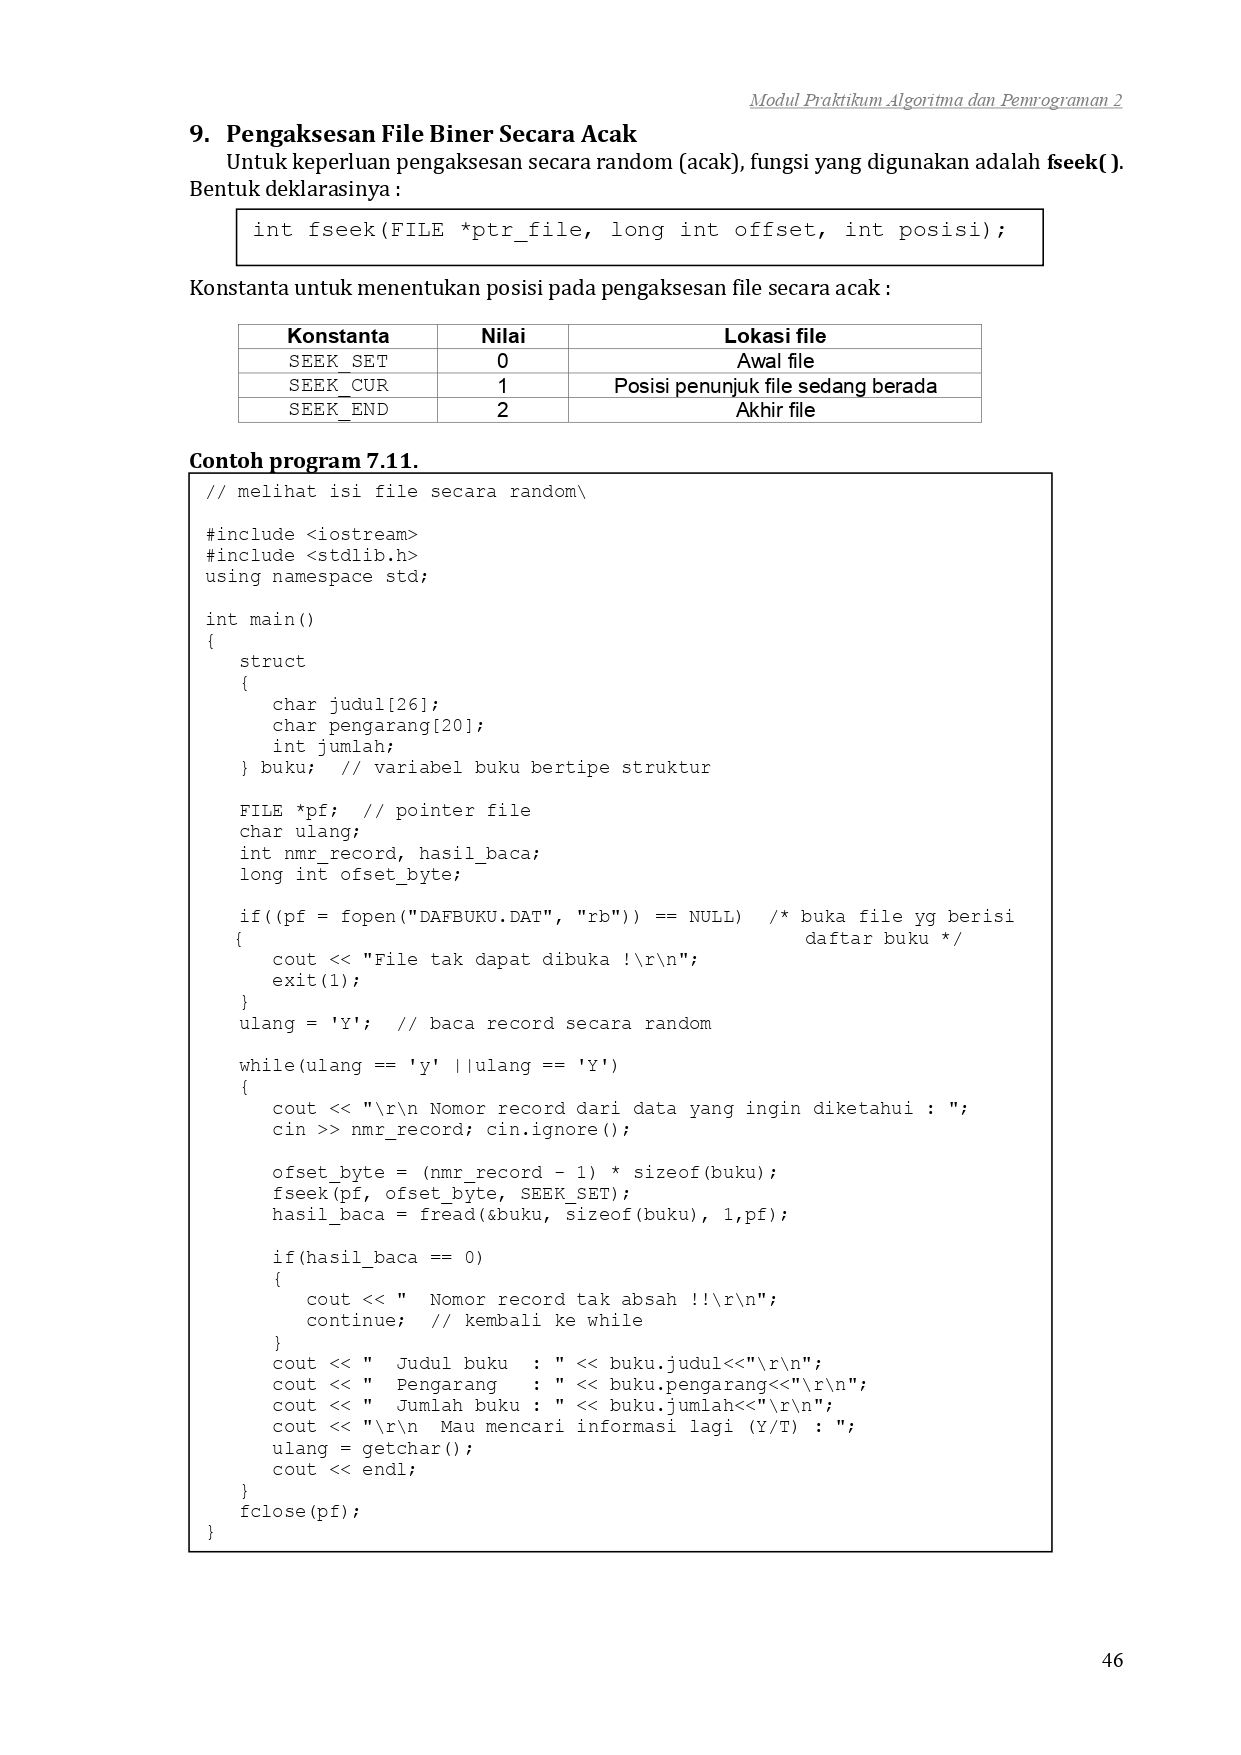 Modul Praktikum Algoritma dan Pemrograman 2
9. Pengaksesan File Biner Secara Acak
Untuk keperluan pengaksesan secara random (acak), fungsi yang digunakan adalah fseek( ).
Bentuk deklarasinya :
int fseek(FILE *ptr_file, long int offset, int posisi);
Konstanta untuk menentukan posisi pada pengaksesan file secara acak :
Konstanta Nilai Lokasi file
SEEK_SET 0 Awal file
SEEK_CUR 1 Posisi penunjuk file sedang berada
SEEK_END 2 Akhir file
Contoh program 7.11.
// melihat isi file secara random\
#include <iostream>
#include <stdlib.h>
using namespace std;
int main()
{
   struct
   {
      char judul[26];
      char pengarang[20];
      int jumlah;
   } buku;  // variabel buku bertipe struktur
   FILE *pf;  // pointer file
   char ulang;
   int nmr_record, hasil_baca;
   long int ofset_byte;
   if((pf = fopen("DAFBUKU.DAT", "rb")) == NULL)  /* buka file yg berisi
   {                                                  daftar buku */
      cout << "File tak dapat dibuka !\r\n";
      exit(1);
   }
   ulang = 'Y';  // baca record secara random
   while(ulang == 'y' ||ulang == 'Y')
   {
      cout << "\r\n Nomor record dari data yang ingin diketahui : ";
      cin >> nmr_record; cin.ignore();
      ofset_byte = (nmr_record – 1) * sizeof(buku);
      fseek(pf, ofset_byte, SEEK_SET);
      hasil_baca = fread(&buku, sizeof(buku), 1,pf);
      if(hasil_baca == 0)
      {
         cout << "  Nomor record tak absah !!\r\n";
         continue;  // kembali ke while
      }
      cout << "  Judul buku  : " << buku.judul<<"\r\n";
      cout << "  Pengarang   : " << buku.pengarang<<"\r\n";
      cout << "  Jumlah buku : " << buku.jumlah<<"\r\n";
      cout << "\r\n  Mau mencari informasi lagi (Y/T) : ";
      ulang = getchar();
      cout << endl;
   }
   fclose(pf);
}
46